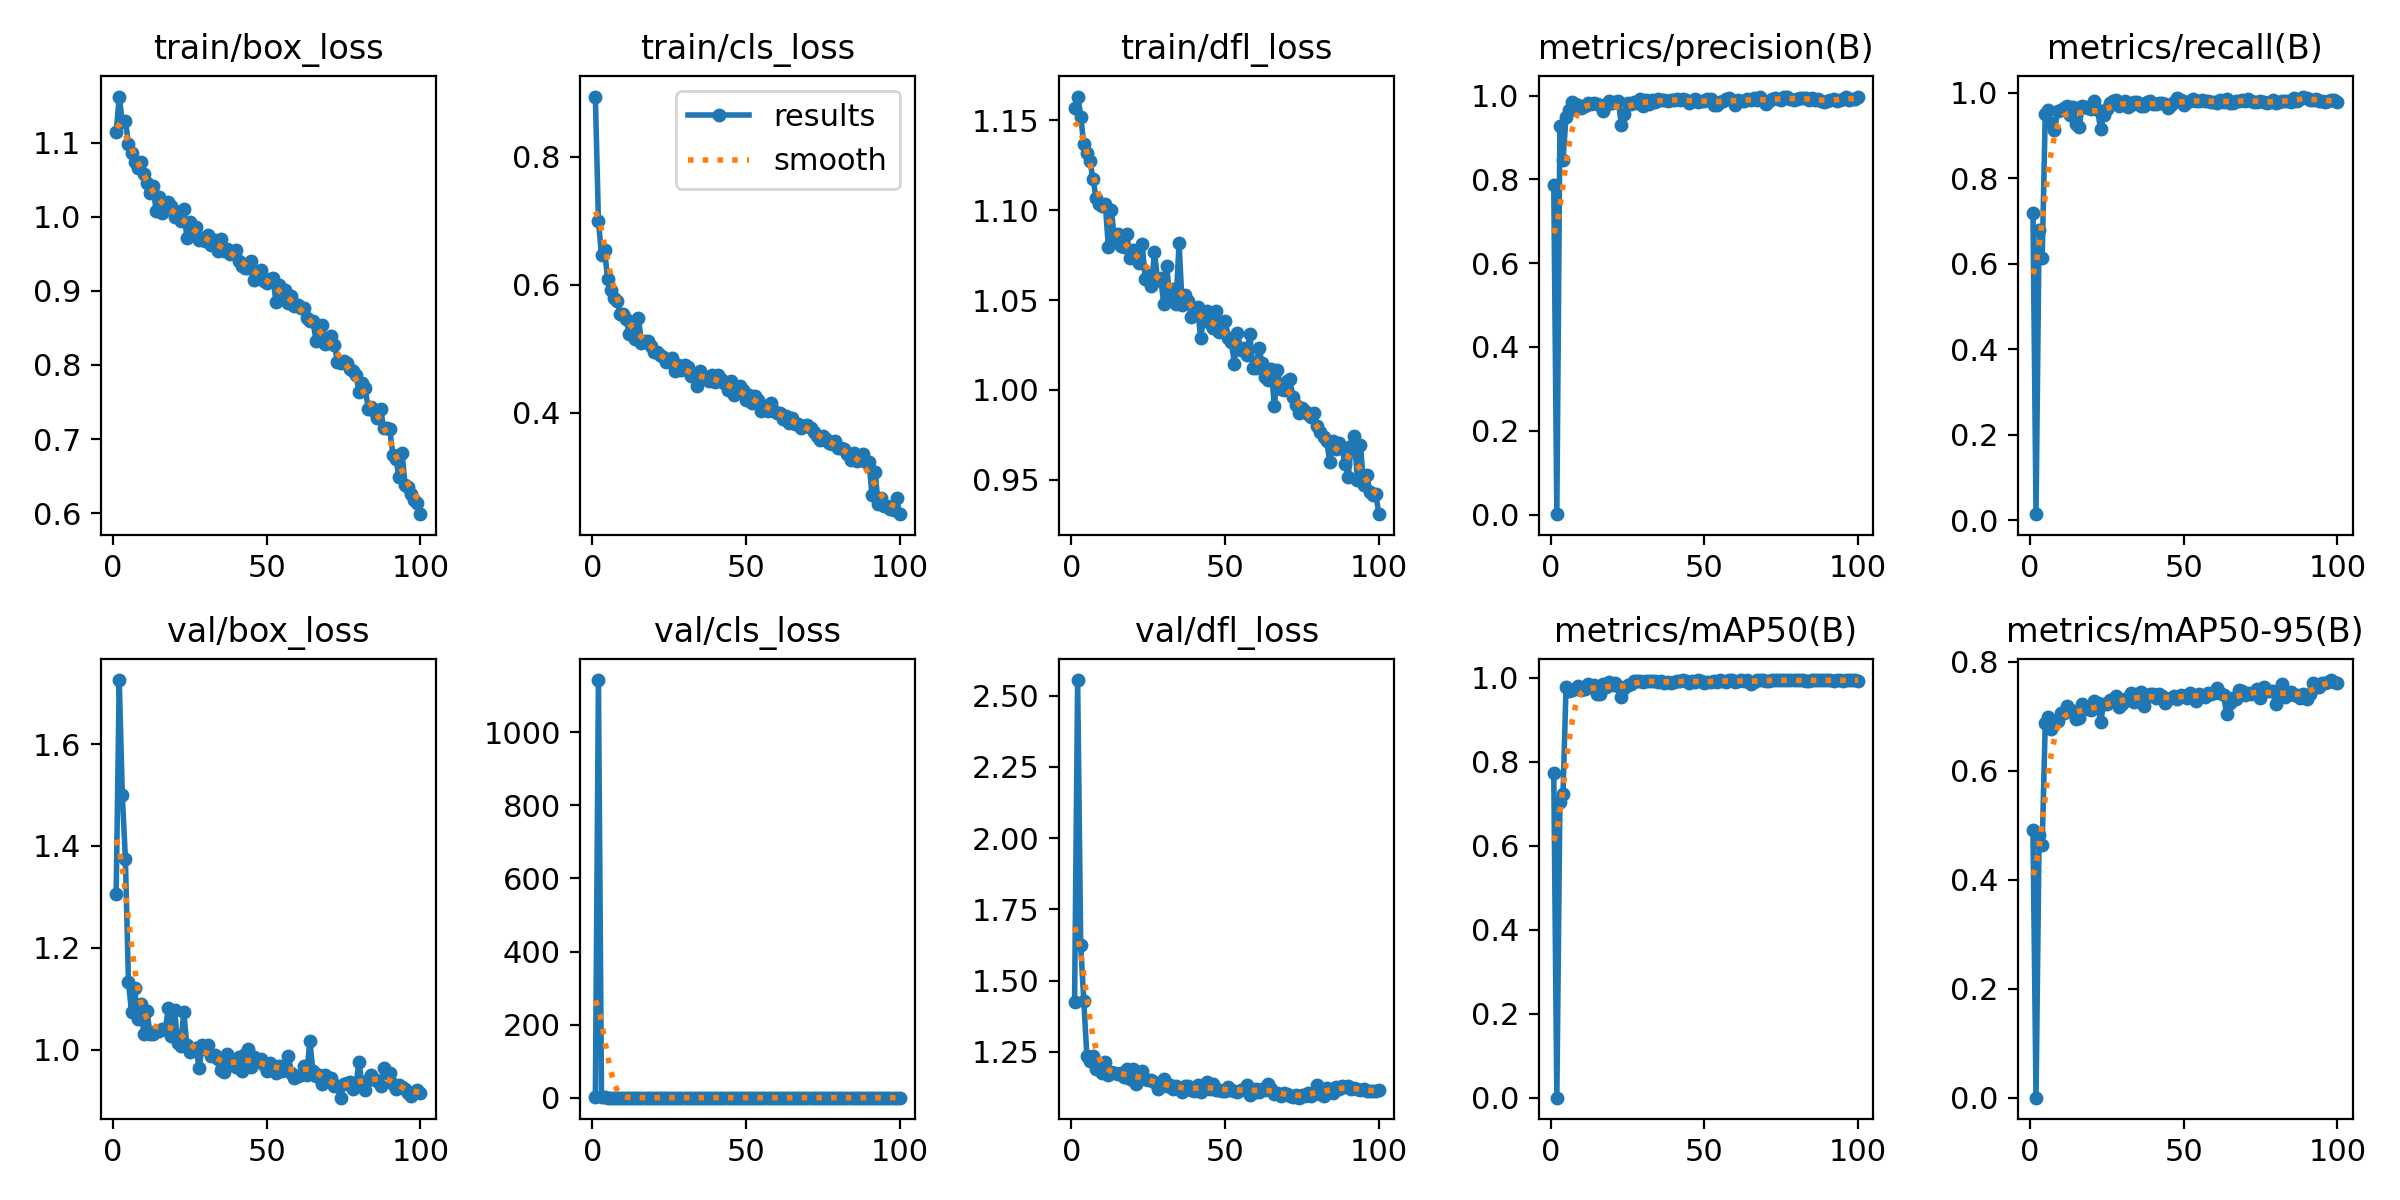 train/box_loss
train/cls_loss
train/dfl_loss
metrics/precision(B)
metrics/recall(B)
1.1
1.0
0.9
0.8
0.7
0.6
0 50 100
results
smooth
0.8
0.6
0.4
0 50 100
1.15
1.10
1.05
1.00
0.95
0 50 100
1.0
0.8
0.6
0.4
0.2
0.0
0 50 100
1.0
0.8
0.6
0.4
0.2
0.0
0 50 100
val/box_loss
val/cls_loss
val/dfl_loss
metrics/mAP50(B)
metrics/mAP50-95(B)
1.6
1.4
1.2
1.0
0 50 100
1000
800
600
400
200
0
0 50 100
2.50
2.25
2.00
1.75
1.50
1.25
0 50 100
1.0
0.8
0.6
0.4
0.2
0.0
0 50 100
0.8
0.6
0.4
0.2
0.0
0 50 100